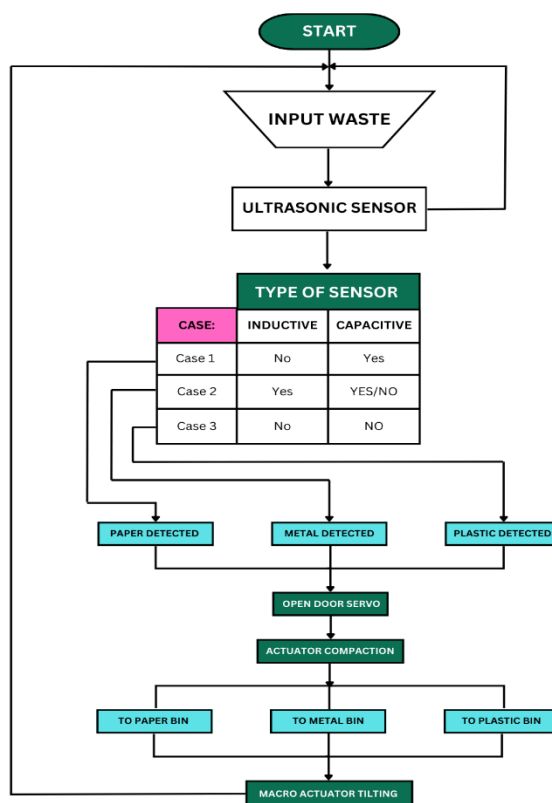 START
INPUT WASTE
ULTRASONIC SENSOR
TYPE OF SENSOR
CASE: INDUCTIVE CAPACITIVE
Case 1 No Yes
Case 2 Yes YES/NO
Case 3 No NO
PAPER DETECTED METAL DETECTED PLASTIC DETECTED
OPEN DOOR SERVO
ACTUATOR COMPACTION
TO PAPER BIN TO METAL BIN TO PLASTIC BIN
MACRO ACTUATOR TILTING